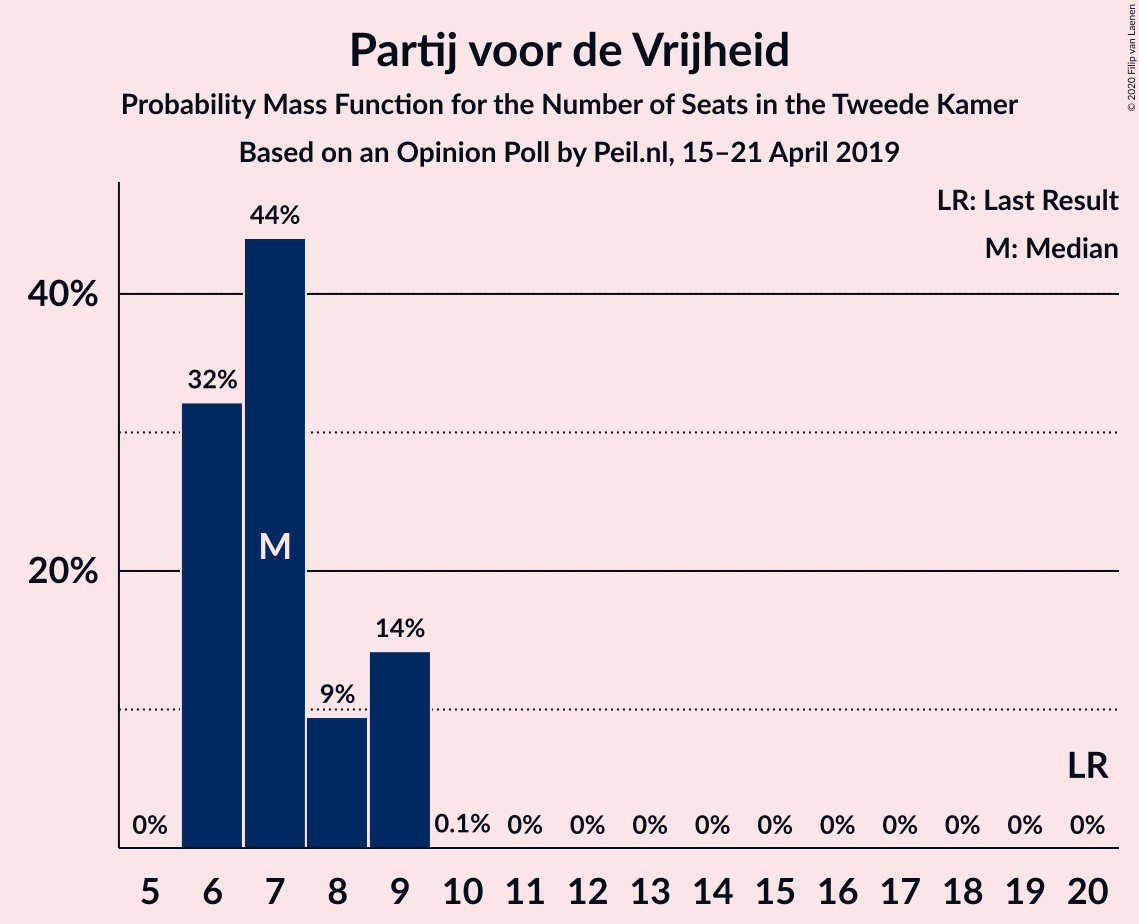 Partij voor de Vrijheid
Probability Mass Function for the Number of Seats in the Tweede Kamer
Based on an Opinion Poll by Peil.nl, 15–21 April 2019
© 2020 Filip van Laenen
LR: Last Result
M: Median
44%
40%
32%
M
20%
14%
9%
LR
0% 0.1% 0% 0% 0% 0% 0% 0% 0% 0% 0% 0%
5 6 7 8 9 10 11 12 13 14 15 16 17 18 19 20